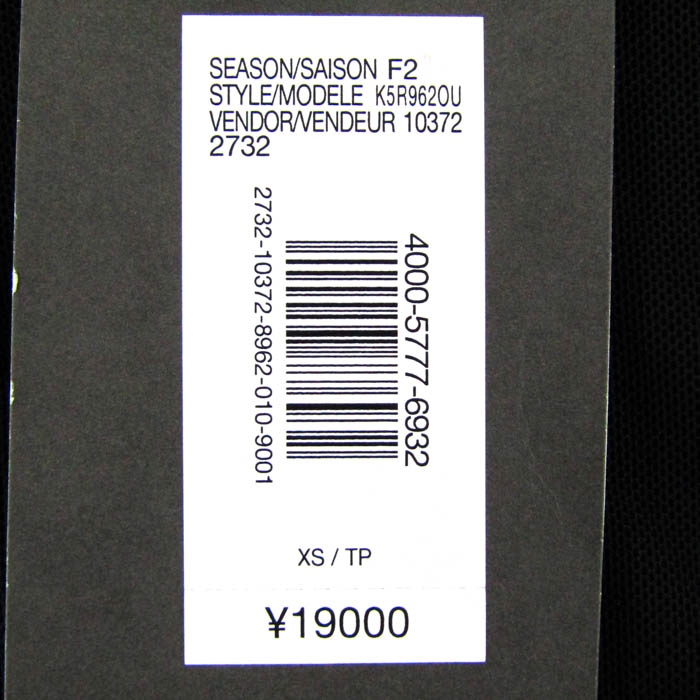 SEASON/SAISON F2
STYLE/MODELE K5R9620U
VENDOR/VENDEUR 10372
2732
2732-10372-8962-010-9001
4000-5777-6932
XS / TP
¥19000